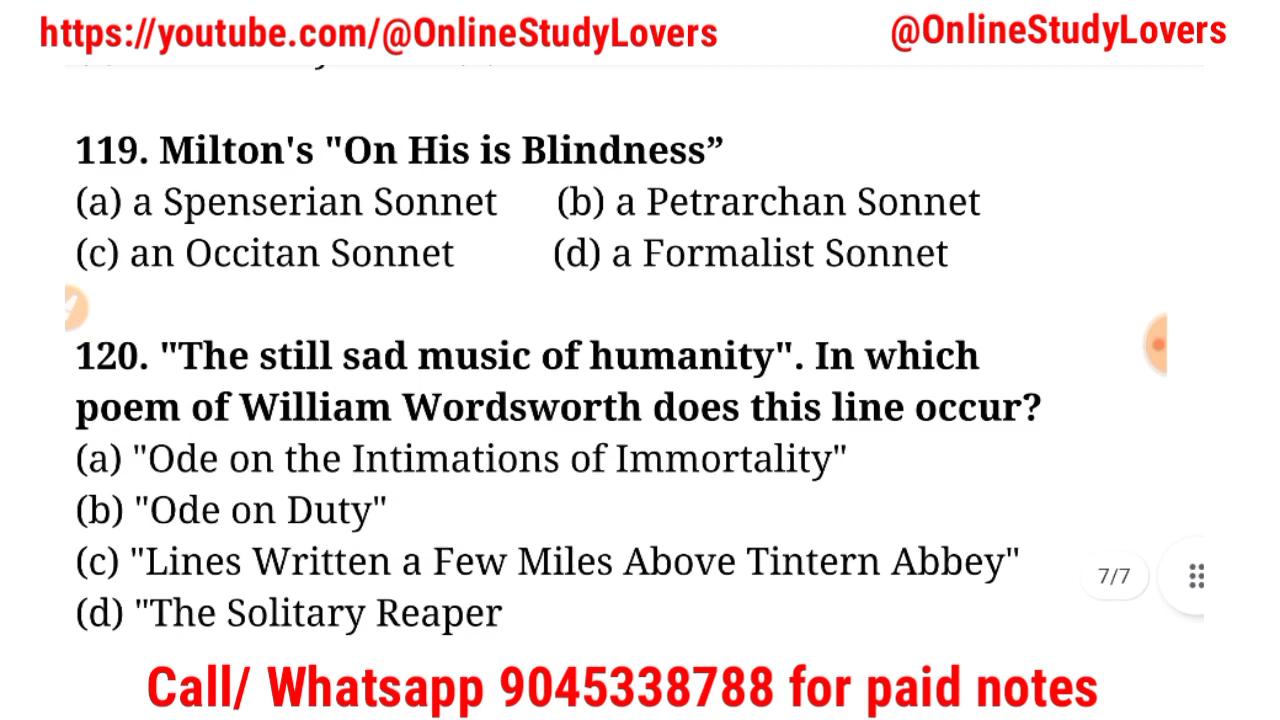 https://youtube.com/@OnlineStudyLovers @OnlineStudyLovers
119. Milton's "On His is Blindness”
(a) a Spenserian Sonnet (b) a Petrarchan Sonnet
(c) an Occitan Sonnet (d) a Formalist Sonnet
120. "The still sad music of humanity". In which
poem of William Wordsworth does this line occur?
(a) "Ode on the Intimations of Immortality"
(b) "Ode on Duty"
(c) "Lines Written a Few Miles Above Tintern Abbey"
7/7
(d) "The Solitary Reaper
Call/ Whatsapp 9045338788 for paid notes